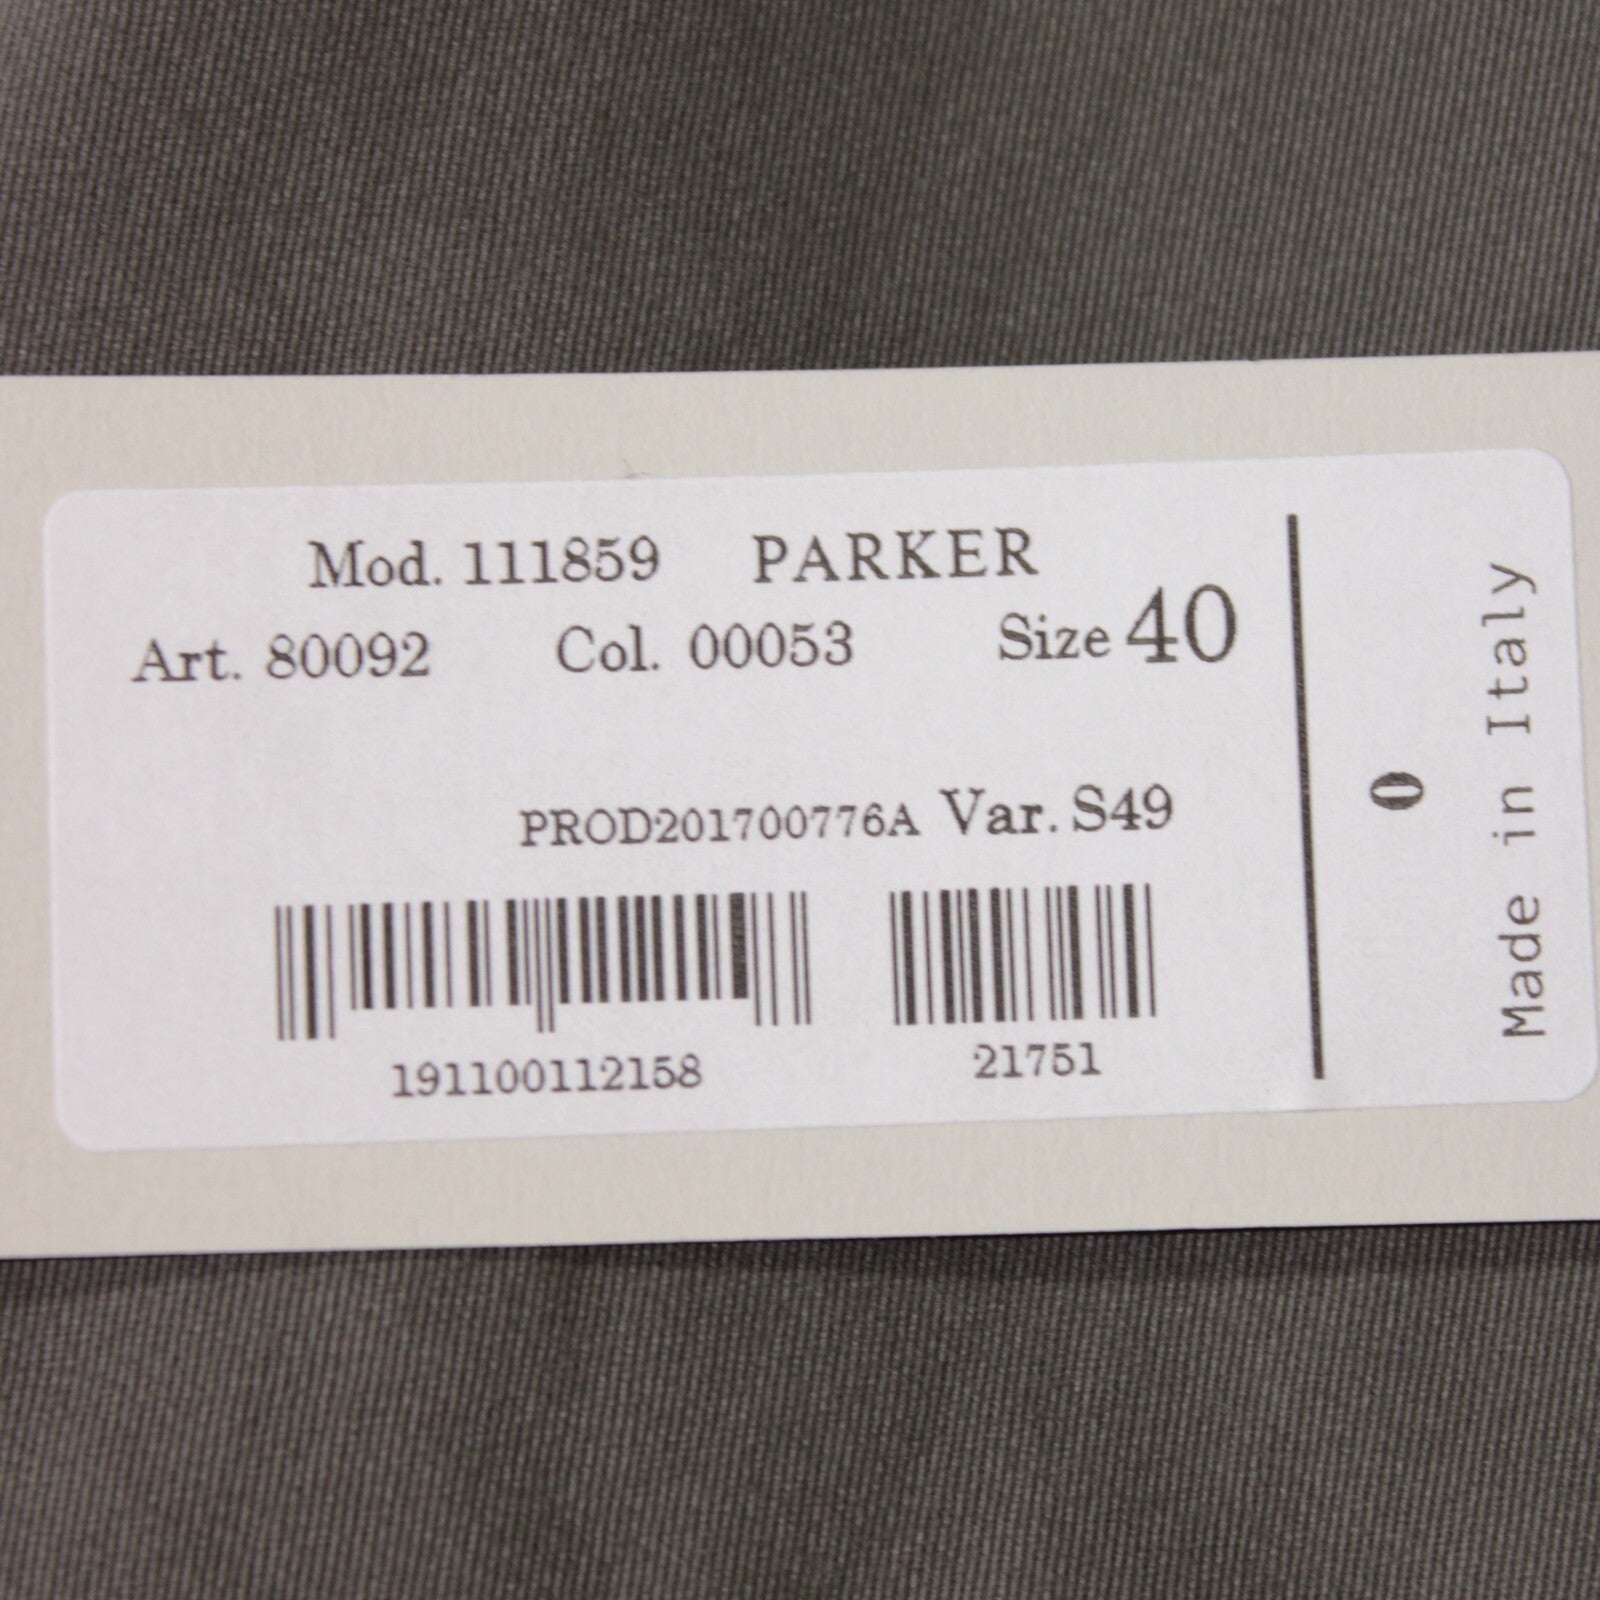 Mod. 111859 PARKER
Art. 80092 Col. 00053 Size 40
PROD201700776A Var. S49
191100112158 21751
0
Made in Italy